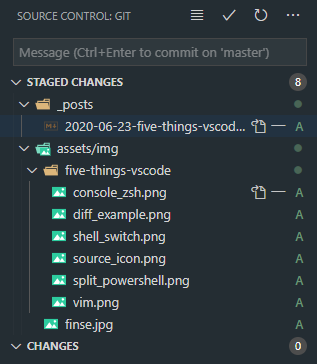 SOURCE CONTROL: GIT
Message (Ctrl+Enter to commit on 'master')
STAGED CHANGES 8
_posts
2020-06-23-five-things-vscod... A
assets/img
five-things-vscode
console_zsh.png A
diff_example.png A
shell_switch.png A
source_icon.png A
split_powershell.png A
vim.png A
finse.jpg A
CHANGES 0